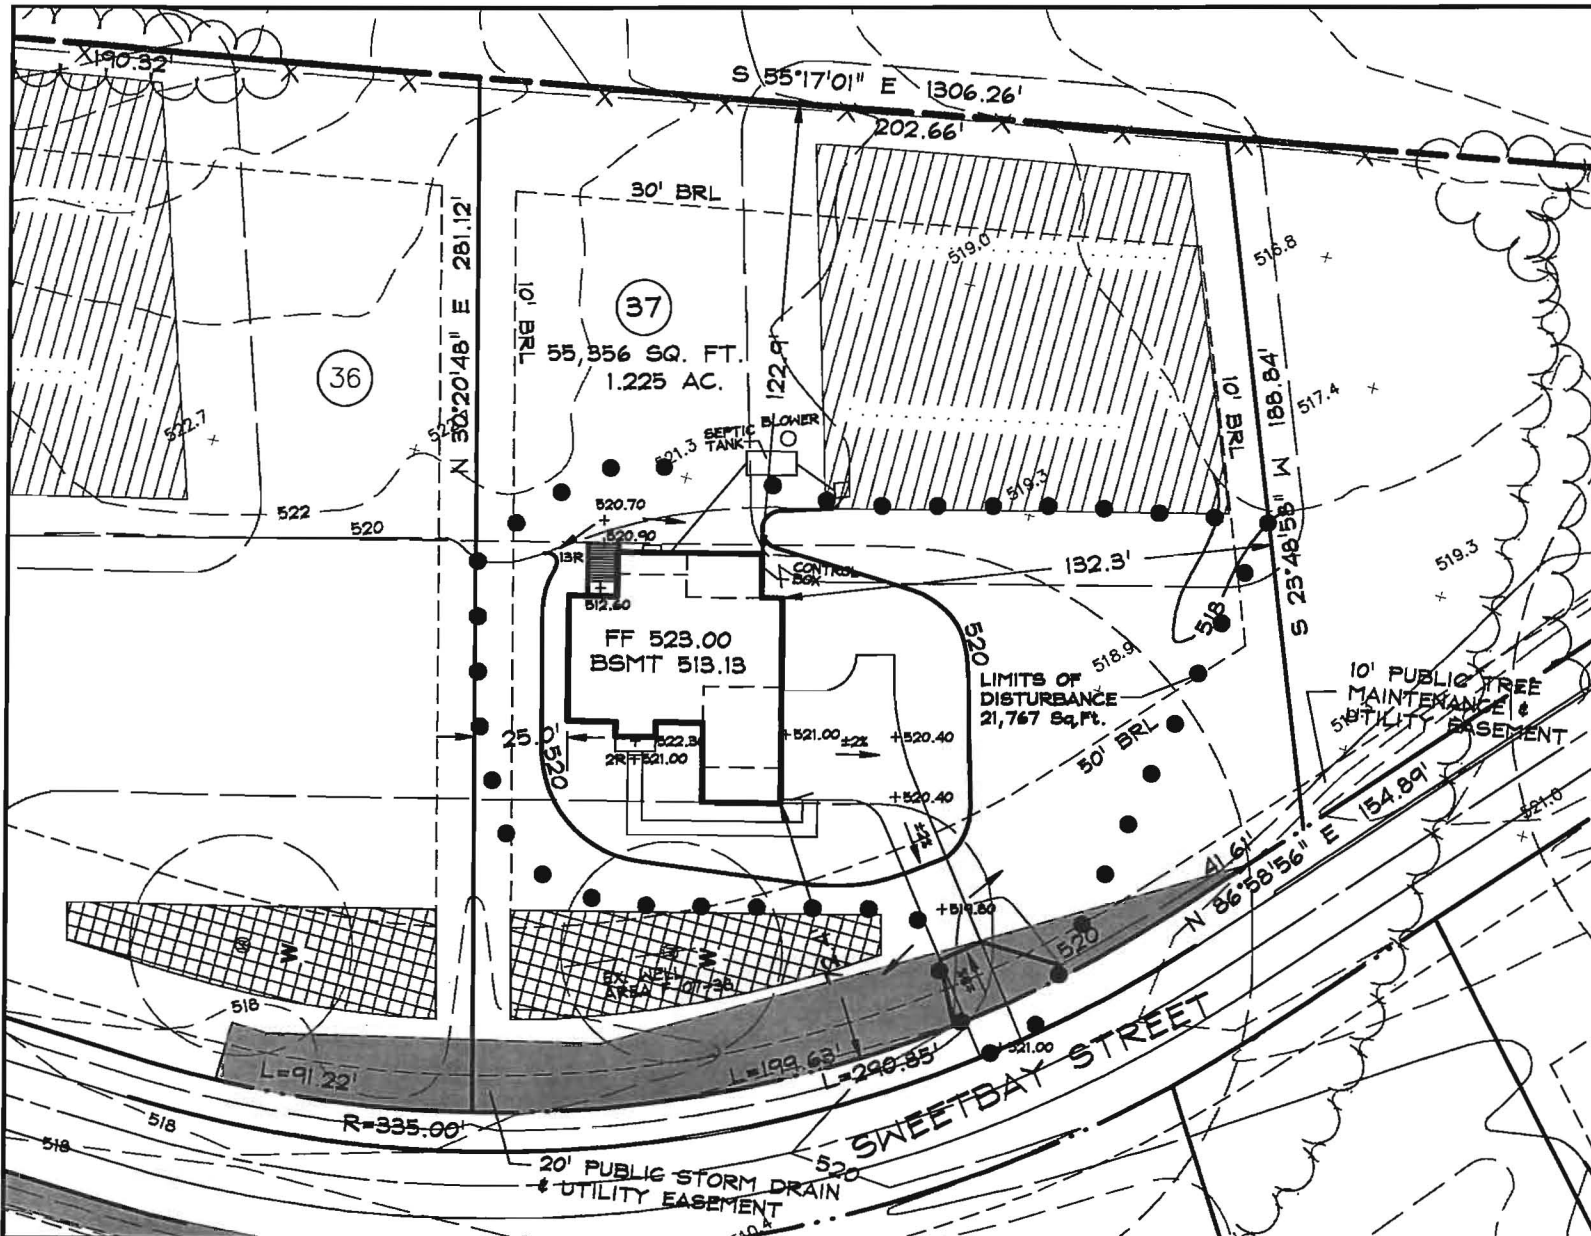 190.32'
S 55°17'01" E 1306.26'
202.66'
30' BRL
N 30°20'48" E 281.12'
10' BRL
37
55,356 SQ. FT.
1.225 AC.
36
122.9'
519.0
516.8
10' BRL
S 23°48'58" W 188.84'
517.4
522.7
SEPTIC
TANK
BLOWER
521.3
519.3
520.70
522
520
520.90
13R
CONTROL
BOX
132.3'
519.3
512.60
FF 523.00
BSMT 513.13
520
518
518.9
LIMITS OF
DISTURBANCE
21,767 Sq.Ft.
10' PUBLIC TREE
MAINTENANCE &
UTILITY EASEMENT
50' BRL
25.0'
520
2R
521.00
521.00
±2%
520.40
520.40
154.89'
521.0
41.61'
N 86°58'56" E
519.80
W
W
EX. WELL
518
520
L=91.22'
L=199.63'
L=290.85'
521.00
R=335.00'
SWEETBAY STREET
518
518
520
20' PUBLIC STORM DRAIN
& UTILITY EASEMENT